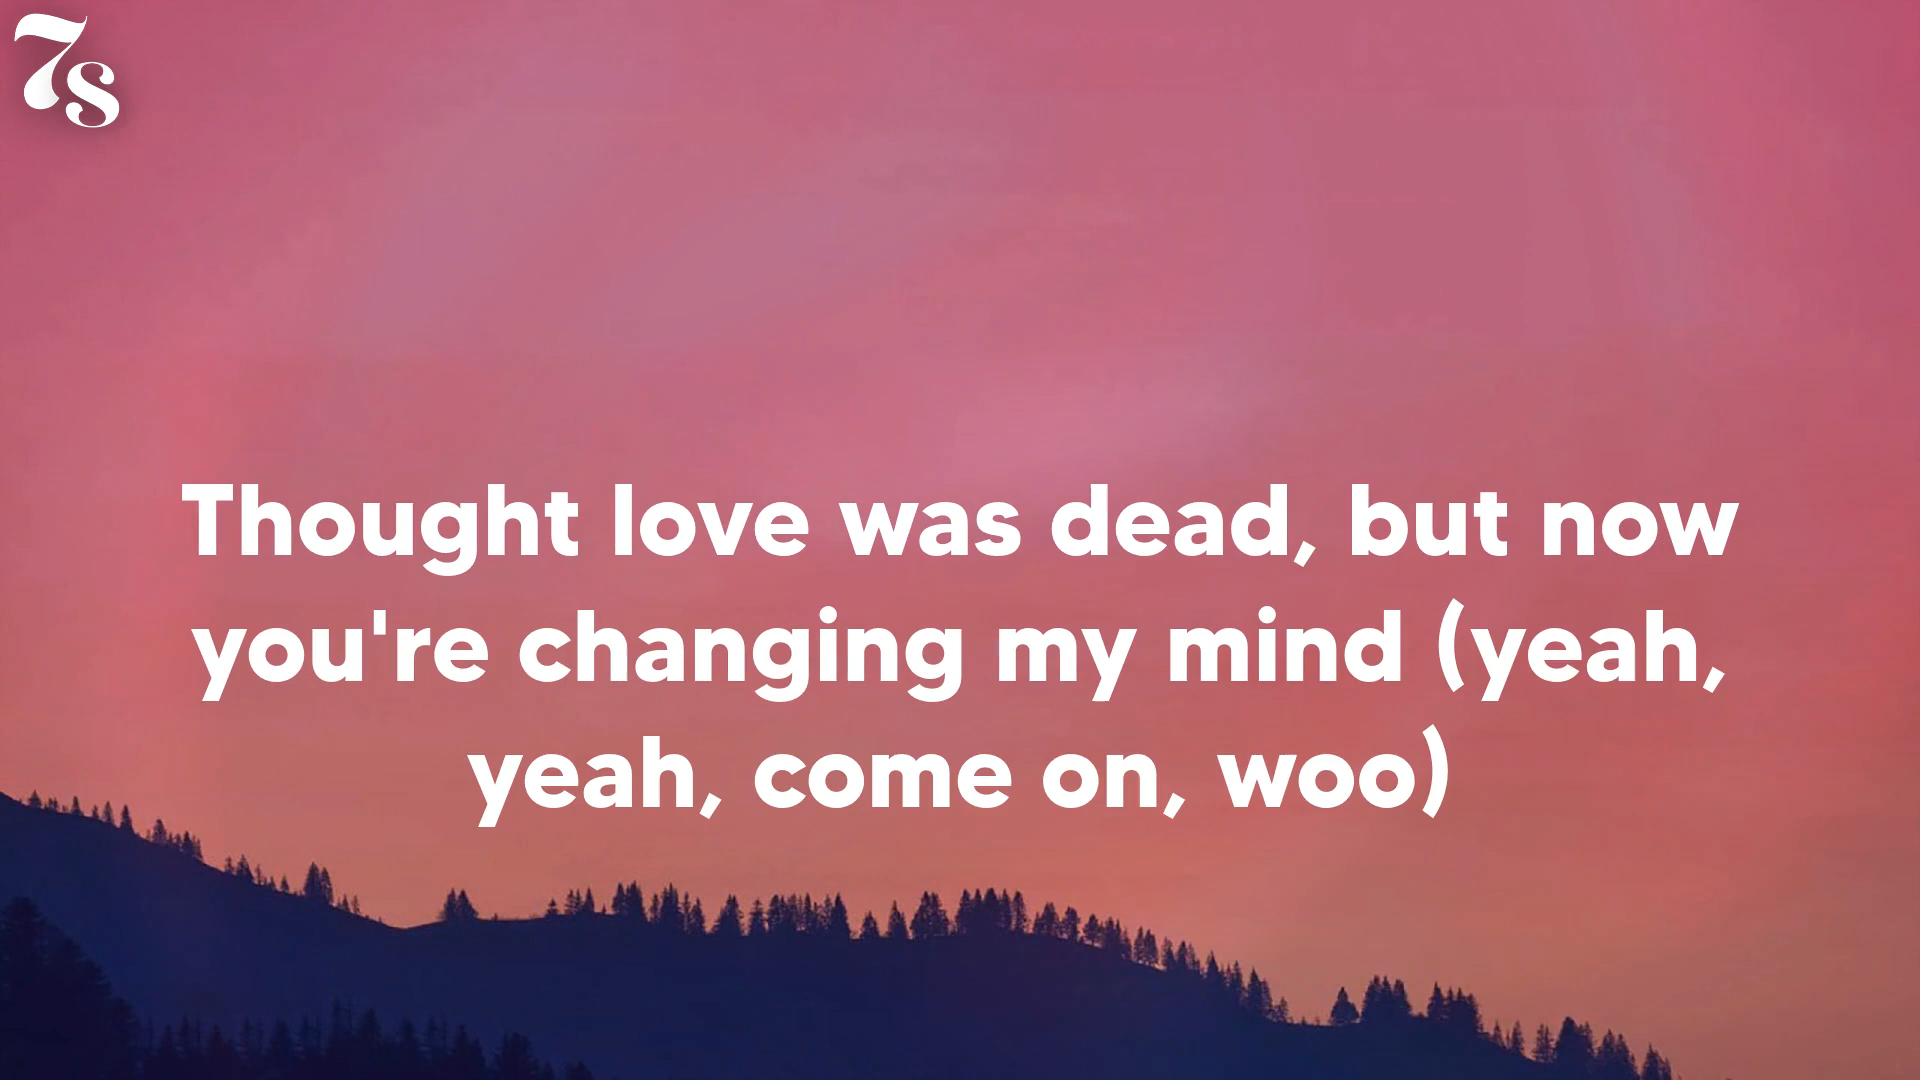 7s
Thought love was dead, but now
you're changing my mind (yeah,
yeah, come on, woo)